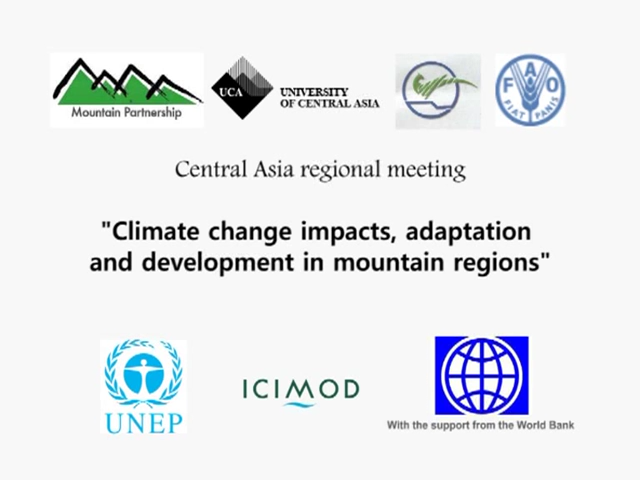 Mountain Partnership
UCA
UNIVERSITY
OF CENTRAL ASIA
F A O
FIAT PANIS
Central Asia regional meeting
"Climate change impacts, adaptation
and development in mountain regions"
UNEP
ICIMOD
With the support from the World Bank